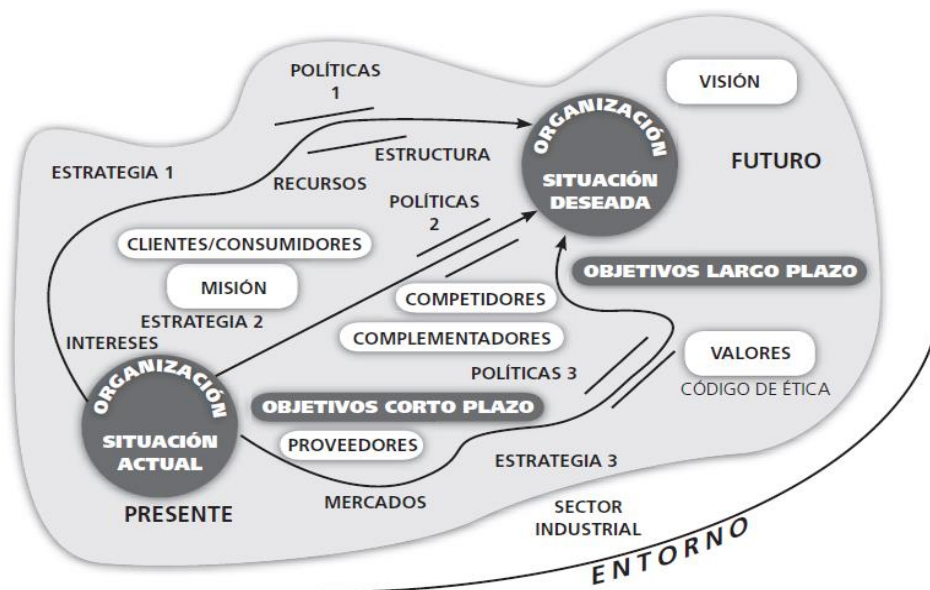 POLÍTICAS
1
VISIÓN
ORGANIZACIÓN
SITUACIÓN
DESEADA
FUTURO
ESTRUCTURA
ESTRATEGIA 1
RECURSOS
POLÍTICAS
2
CLIENTES/CONSUMIDORES
MISIÓN
OBJETIVOS LARGO PLAZO
COMPETIDORES
ESTRATEGIA 2
COMPLEMENTADORES
INTERESES
VALORES
CÓDIGO DE ÉTICA
POLÍTICAS 3
ORGANIZACIÓN
SITUACIÓN
ACTUAL
OBJETIVOS CORTO PLAZO
PROVEEDORES
ESTRATEGIA 3
MERCADOS
PRESENTE
SECTOR
INDUSTRIAL
ENTORNO